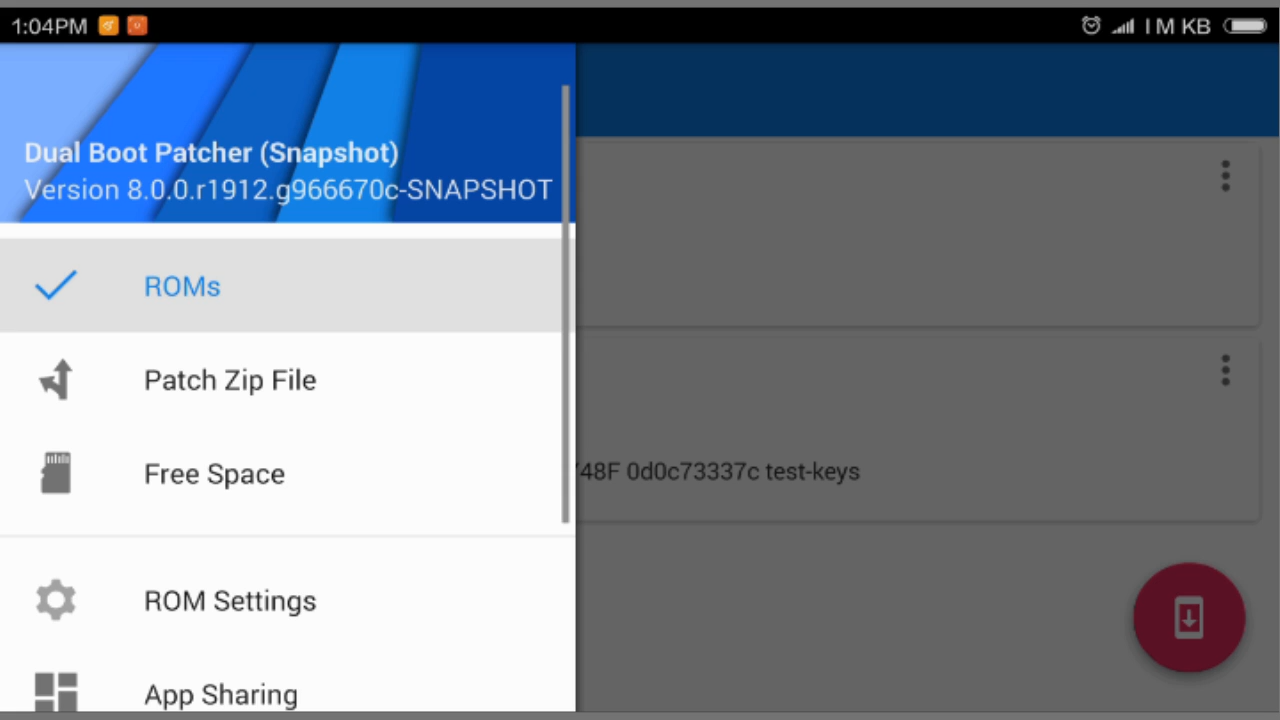 1:04PM
I M KB
Dual Boot Patcher (Snapshot)
Version 8.0.0.r1912.g966670c-SNAPSHOT
ROMs
Patch Zip File
Free Space
48F 0d0c73337c test-keys
ROM Settings
App Sharing